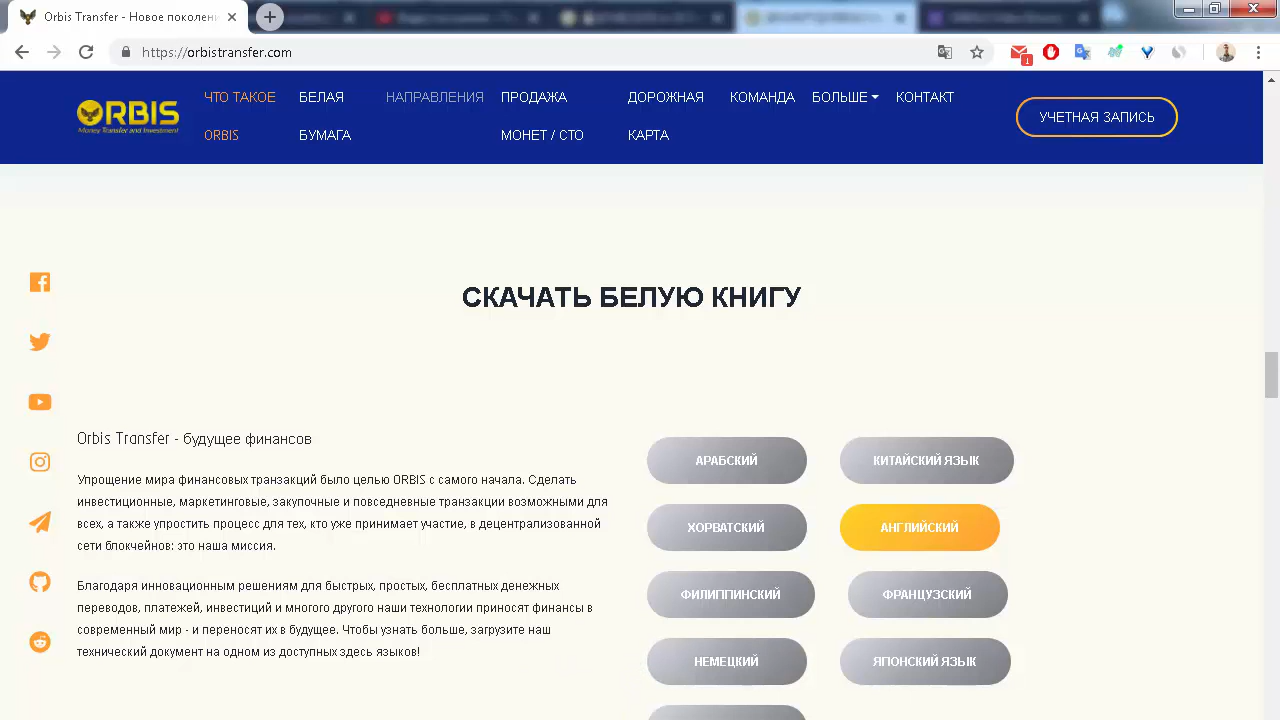 Orbis Transfer - Новое поколени
https://orbistransfer.com
1
ORBIS
Money Transfer and Investment
ЧТО ТАКОЕ
ORBIS
БЕЛАЯ
БУМАГА
НАПРАВЛЕНИЯ
ПРОДАЖА
МОНЕТ / СТО
ДОРОЖНАЯ
КАРТА
КОМАНДА
БОЛЬШЕ
КОНТАКТ
УЧЕТНАЯ ЗАПИСЬ
СКАЧАТЬ БЕЛУЮ КНИГУ
Orbis Transfer - будущее финансов
Упрощение мира финансовых транзакций было целью ORBIS с самого начала. Сделать
инвестиционные, маркетинговые, закупочные и повседневные транзакции возможными для
всех, а также упростить процесс для тех, кто уже принимает участие, в децентрализованной
сети блокчейнов: это наша миссия.
Благодаря инновационным решениям для быстрых, простых, бесплатных денежных
переводов, платежей, инвестиций и многого другого наши технологии приносят финансы в
современный мир - и переносят их в будущее. Чтобы узнать больше, загрузите наш
технический документ на одном из доступных здесь языков!
АРАБСКИЙ
КИТАЙСКИЙ ЯЗЫК
ХОРВАТСКИЙ
АНГЛИЙСКИЙ
ФИЛИППИНСКИЙ
ФРАНЦУЗСКИЙ
НЕМЕЦКИЙ
ЯПОНСКИЙ ЯЗЫК